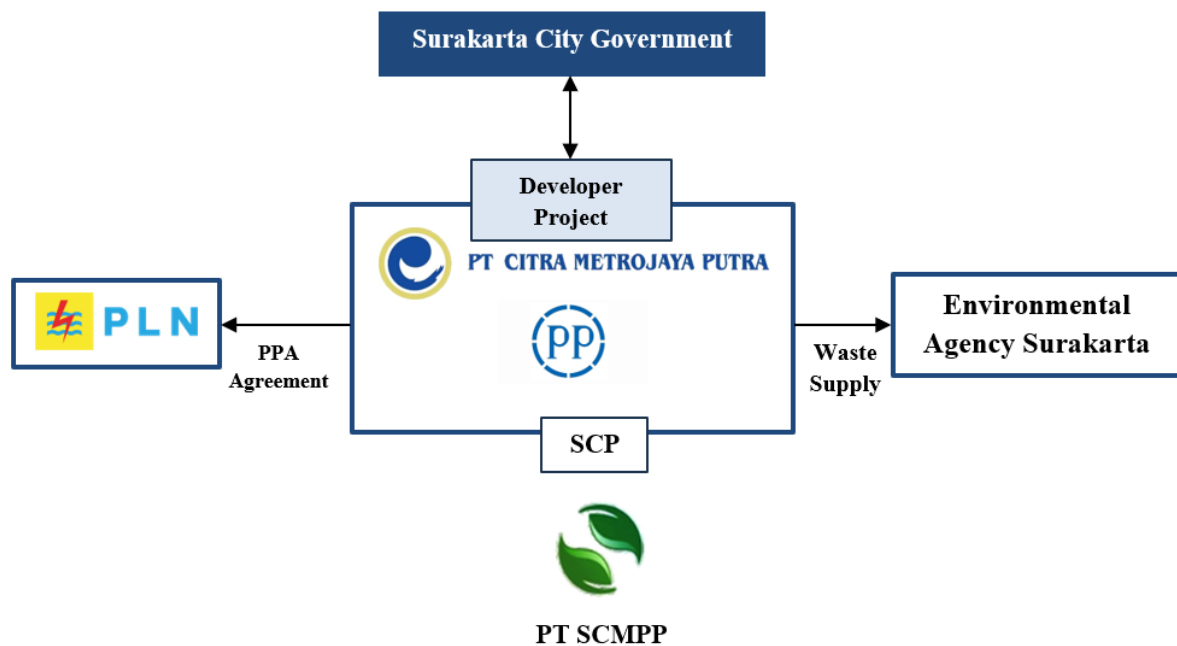 Surakarta City Government
Developer
Project
PT CITRA METROJAYA PUTRA
PLN
PPA
Agreement
pp
Waste
Supply
Environmental
Agency Surakarta
SCP
PT SCMPP